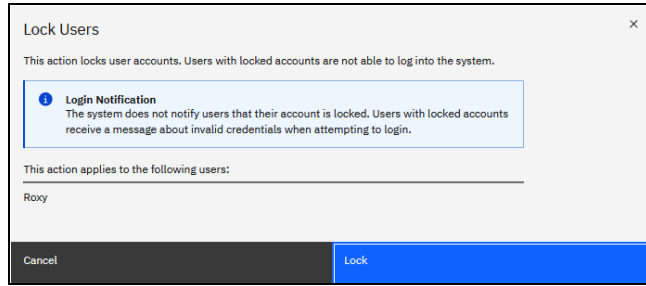 Lock Users
This action locks user accounts. Users with locked accounts are not able to log into the system.
Login Notification
The system does not notify users that their account is locked. Users with locked accounts
receive a message about invalid credentials when attempting to login.
This action applies to the following users:
Roxy
Cancel
Lock